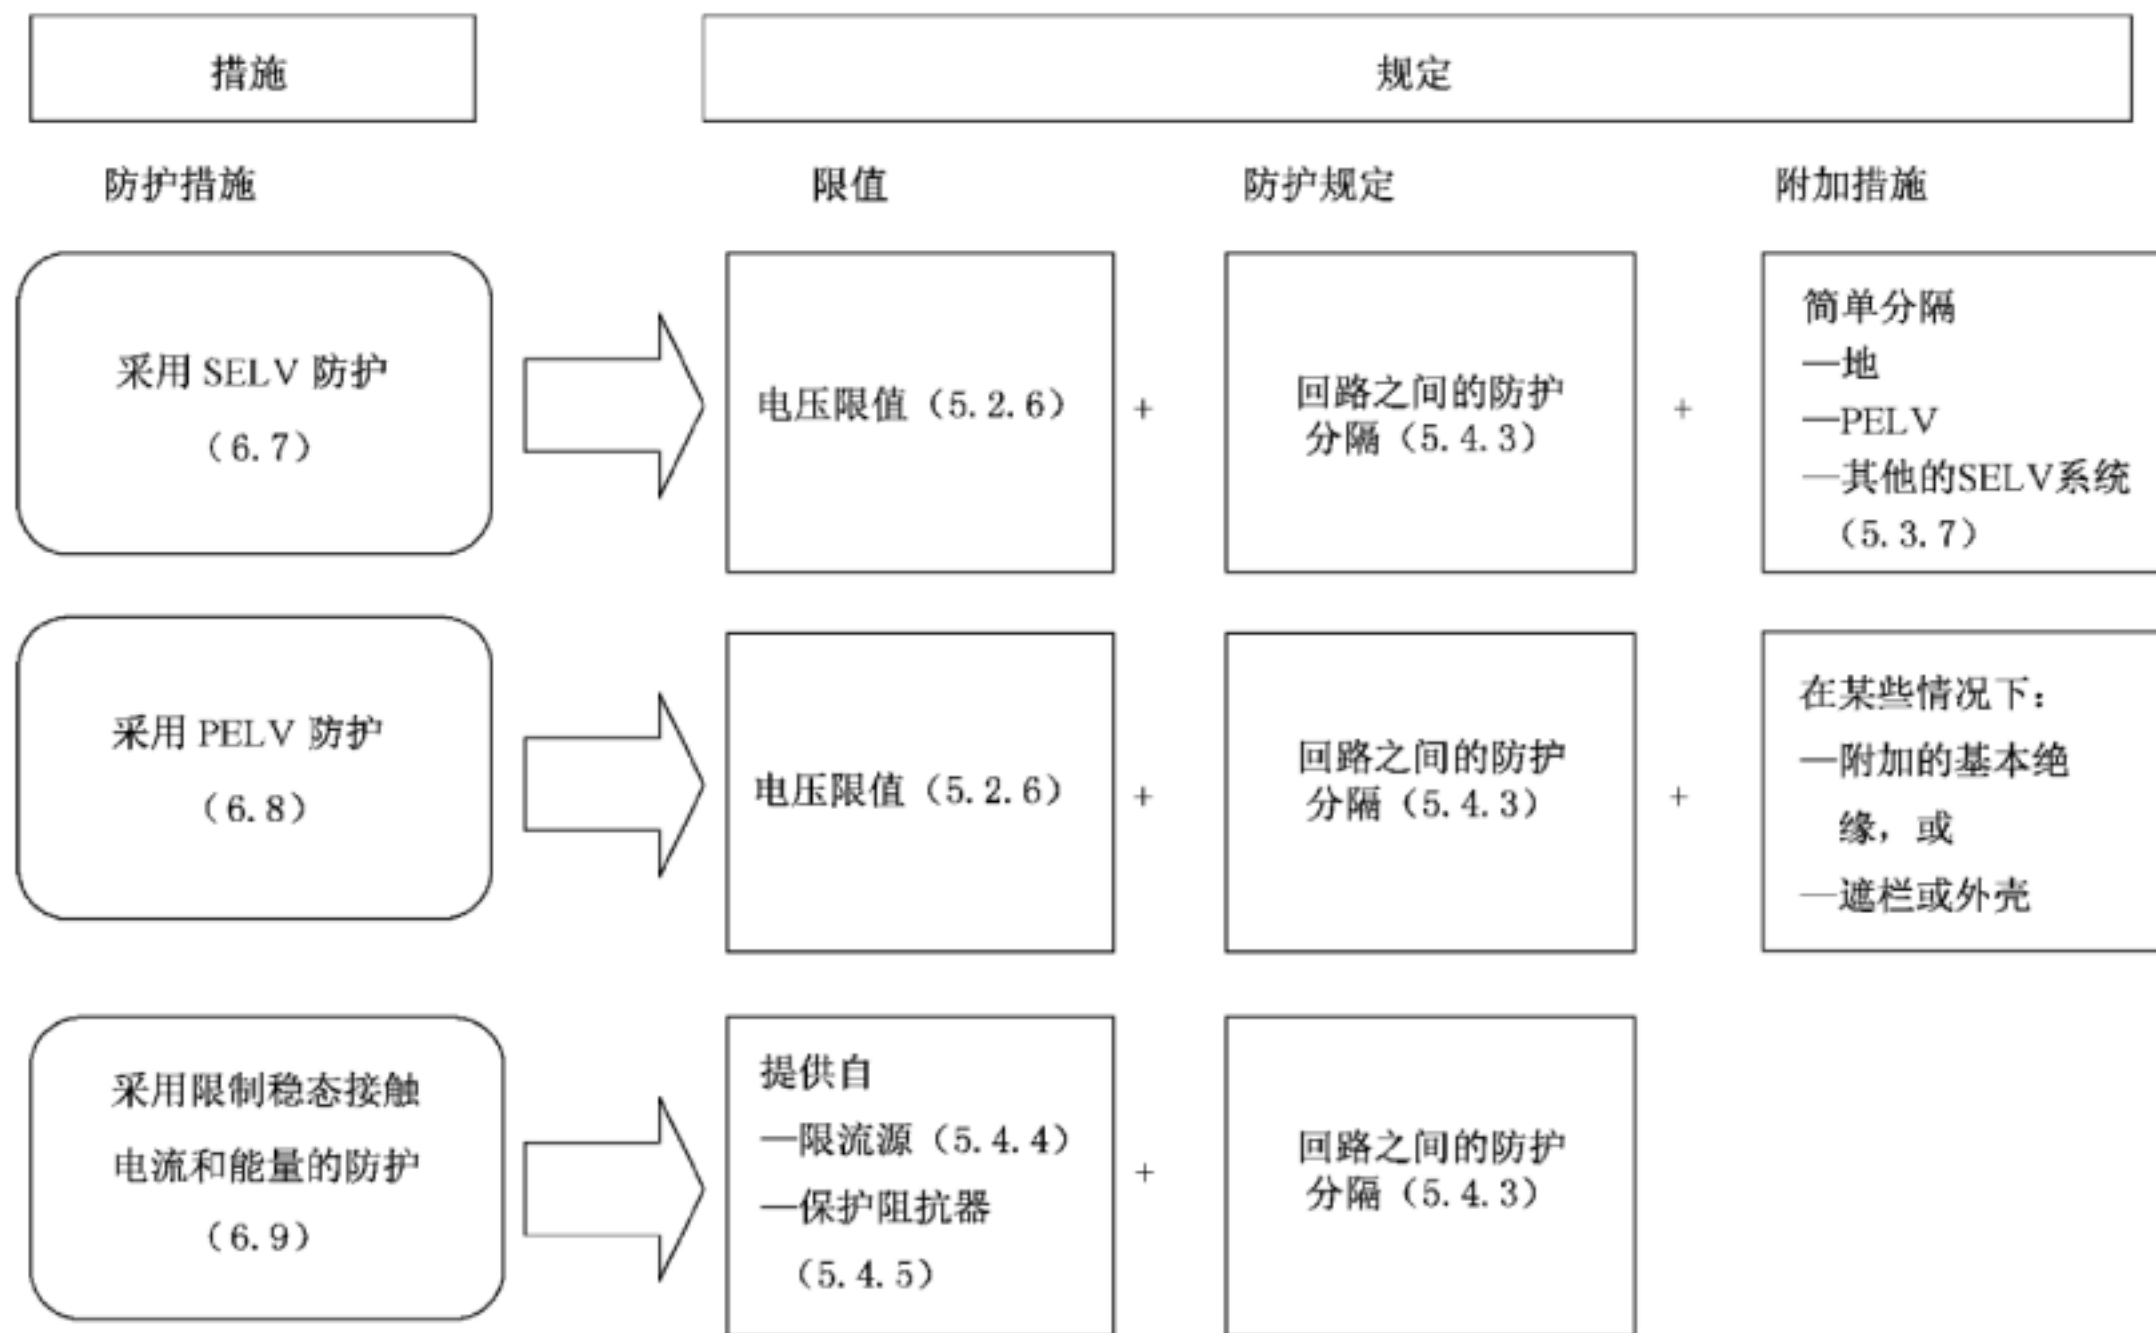 措施
规定
防护措施
限值
防护规定
附加措施
采用 SELV 防护
（6.7）
电压限值（5.2.6）
+
回路之间的防护
分隔（5.4.3）
+
简单分隔
—地
—PELV
—其他的SELV系统
（5.3.7）
采用 PELV 防护
（6.8）
电压限值（5.2.6）
+
回路之间的防护
分隔（5.4.3）
+
在某些情况下：
—附加的基本绝
缘，或
—遮栏或外壳
采用限制稳态接触
电流和能量的防护
（6.9）
提供自
—限流源（5.4.4）
—保护阻抗器
（5.4.5）
+
回路之间的防护
分隔（5.4.3）